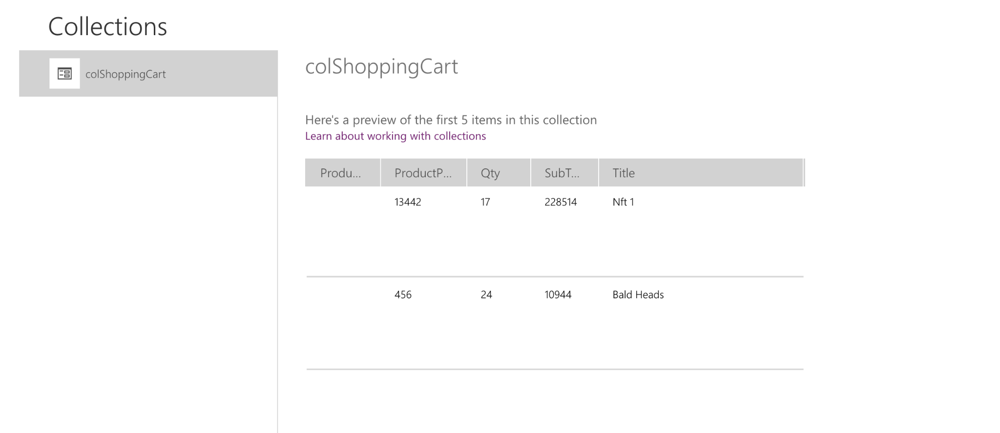 Collections
colShoppingCart
colShoppingCart
Here's a preview of the first 5 items in this collection
Learn about working with collections
Produ... ProductP... Qty SubT... Title
13442 17 228514 Nft 1
456 24 10944 Bald Heads